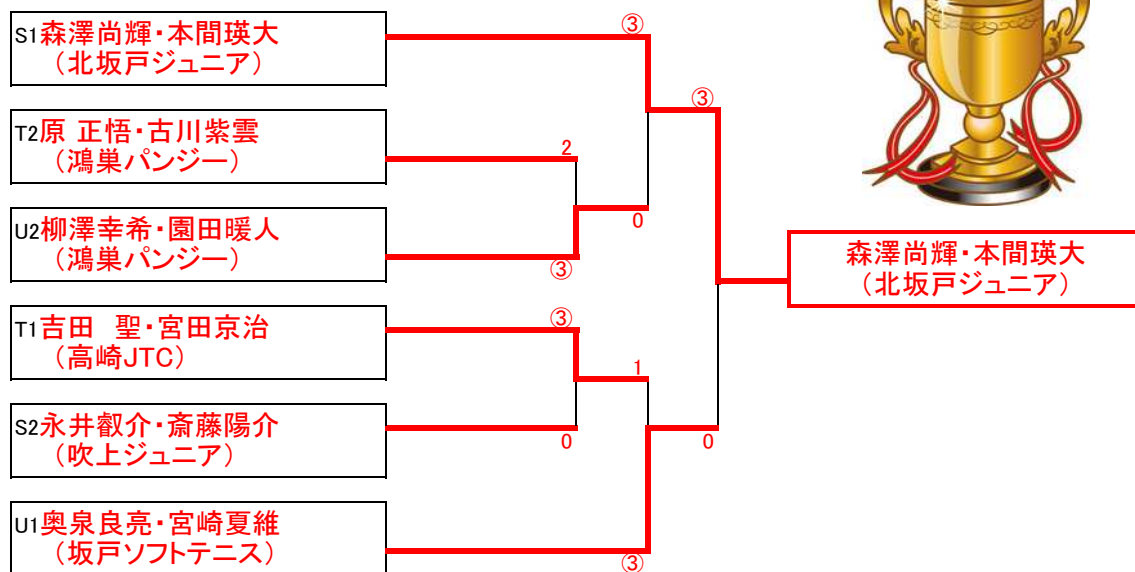 S1森澤尚輝・本間瑛大
(北坂戸ジュニア)
③
③
T2原 正悟・古川紫雲
(鴻巣パンジー)
2
0
U2柳澤幸希・園田暖人
(鴻巣パンジー)
③
森澤尚輝・本間瑛大
(北坂戸ジュニア)
T1吉田　聖・宮田京治
(高崎JTC)
③
1
S2永井叡介・斎藤陽介
(吹上ジュニア)
0
0
U1奥泉良亮・宮崎夏維
(坂戸ソフトテニス)
③